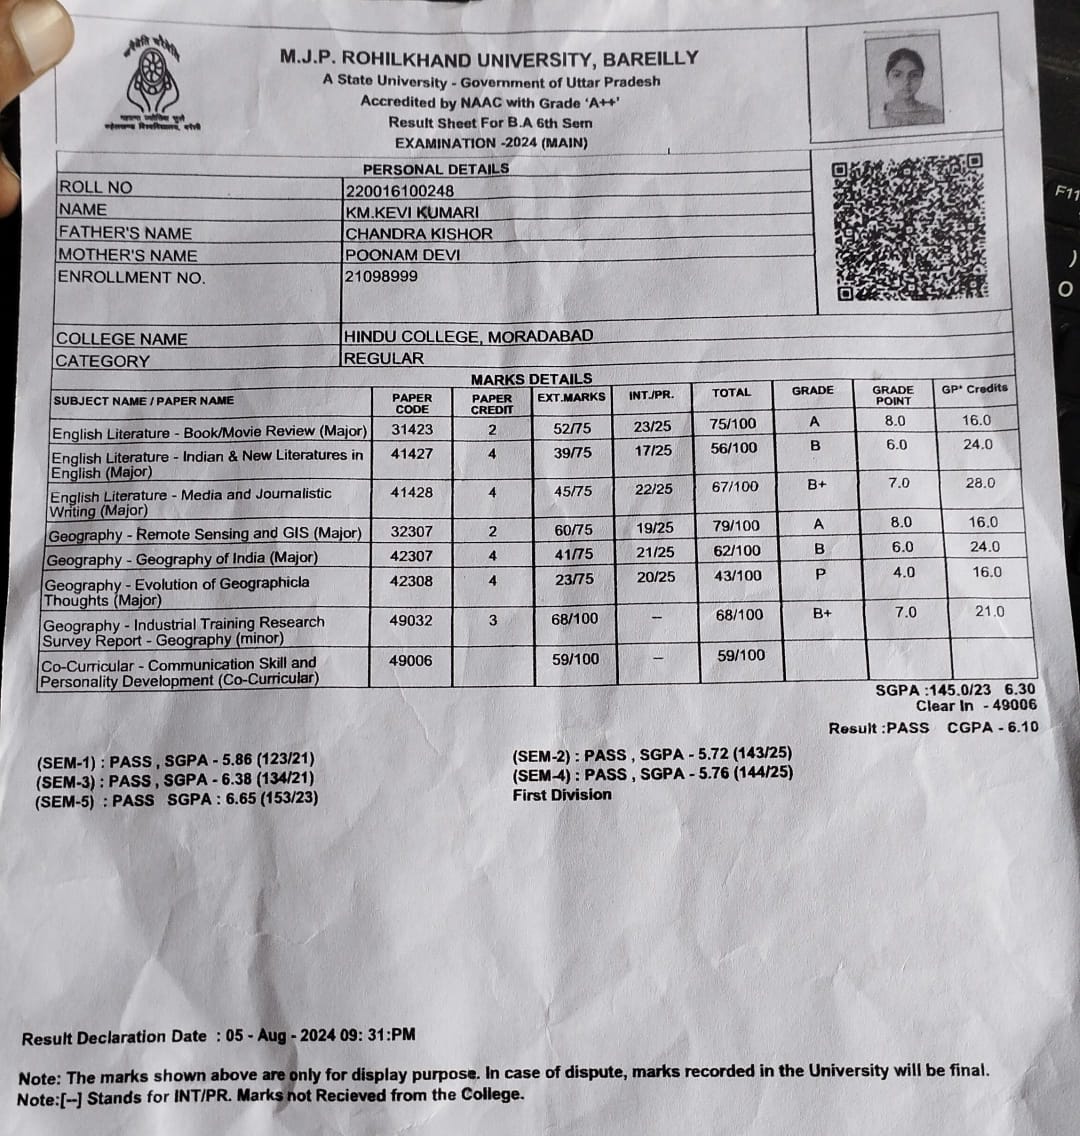 M.J.P. ROHILKHAND UNIVERSITY, BAREILLY
A State University - Government of Uttar Pradesh
Accredited by NAAC with Grade ‘A++’
Result Sheet For B.A 6th Sem
EXAMINATION -2024 (MAIN)
PERSONAL DETAILS
ROLL NO 220016100248
NAME KM.KEVI KUMARI
FATHER'S NAME CHANDRA KISHOR
MOTHER'S NAME POONAM DEVI
ENROLLMENT NO. 21098999
COLLEGE NAME HINDU COLLEGE, MORADABAD
CATEGORY REGULAR
MARKS DETAILS
SUBJECT NAME / PAPER NAME PAPER CODE PAPER CREDIT EXT.MARKS INT./PR. TOTAL GRADE GRADE POINT GP* Credits
English Literature - Book/Movie Review (Major) 31423 2 52/75 23/25 75/100 A 8.0 16.0
English Literature - Indian & New Literatures in 41427 4 39/75 17/25 56/100 B 6.0 24.0
English (Major)
English Literature - Media and Journalistic 41428 4 45/75 22/25 67/100 B+ 7.0 28.0
Writing (Major)
Geography - Remote Sensing and GIS (Major) 32307 2 60/75 19/25 79/100 A 8.0 16.0
Geography - Geography of India (Major) 42307 4 41/75 21/25 62/100 B 6.0 24.0
Geography - Evolution of Geographicla 42308 4 23/75 20/25 43/100 P 4.0 16.0
Thoughts (Major)
Geography - Industrial Training Research 49032 3 68/100 -- 68/100 B+ 7.0 21.0
Survey Report - Geography (minor)
Co-Curricular - Communication Skill and 49006 59/100 -- 59/100
Personality Development (Co-Curricular)
SGPA :145.0/23 6.30
Clear In - 49006
Result :PASS CGPA - 6.10
(SEM-1) : PASS , SGPA - 5.86 (123/21) (SEM-2) : PASS , SGPA - 5.72 (143/25)
(SEM-3) : PASS , SGPA - 6.38 (134/21) (SEM-4) : PASS , SGPA - 5.76 (144/25)
(SEM-5) : PASS SGPA : 6.65 (153/23) First Division
Result Declaration Date : 05 - Aug - 2024 09: 31:PM
Note: The marks shown above are only for display purpose. In case of dispute, marks recorded in the University will be final.
Note:[--] Stands for INT/PR. Marks not Recieved from the College.
F11
)
O